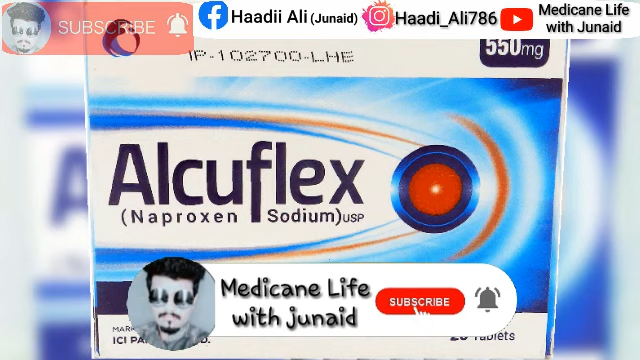 SUBSCRIBE
Haadii Ali (Junaid)
Haadi_Ali786
Medicane Life
with Junaid
550mg
IP-102700-LHE
Alcuflex
(Naproxen Sodium)USP
Medicane Life
with junaid
SUBSCRIBE
ICI
Tablets